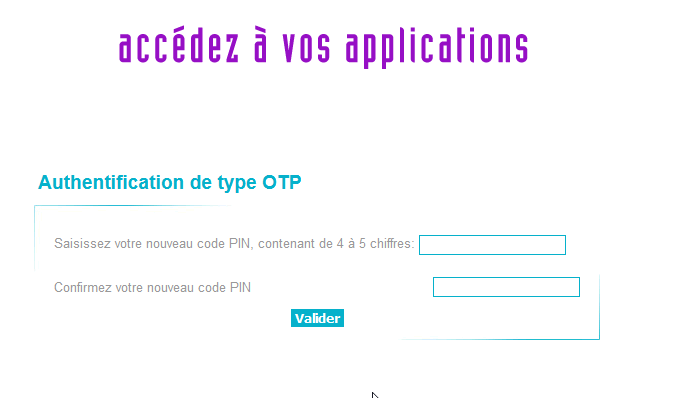 accédez à vos applications
Authentification de type OTP
Saisissez votre nouveau code PIN, contenant de 4 à 5 chiffres:
Confirmez votre nouveau code PIN
Valider